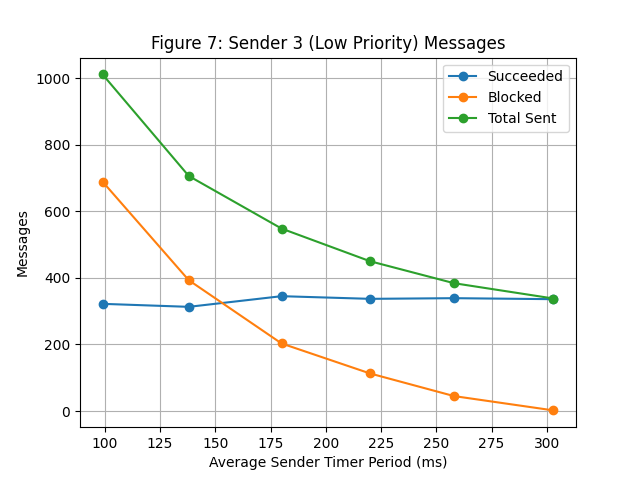 Figure 7: Sender 3 (Low Priority) Messages
Succeeded
Blocked
Total Sent
1000
800
600
400
200
0
Messages
100 125 150 175 200 225 250 275 300
Average Sender Timer Period (ms)